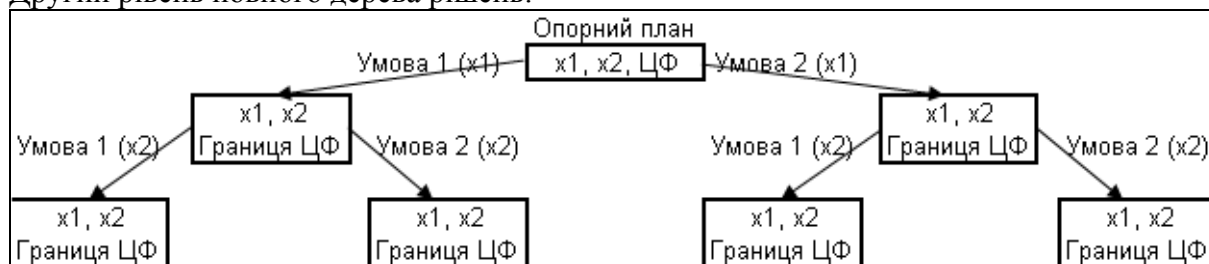 Другий рівень повного дерева рішень:
Опорний план
Умова 1 (x1)
x1, x2, ЦФ
Умова 2 (x1)
x1, x2
Границя ЦФ
x1, x2
Границя ЦФ
Умова 1 (x2)
Умова 2 (x2)
Умова 1 (x2)
Умова 2 (x2)
x1, x2
Границя ЦФ
x1, x2
Границя ЦФ
x1, x2
Границя ЦФ
x1, x2
Границя ЦФ